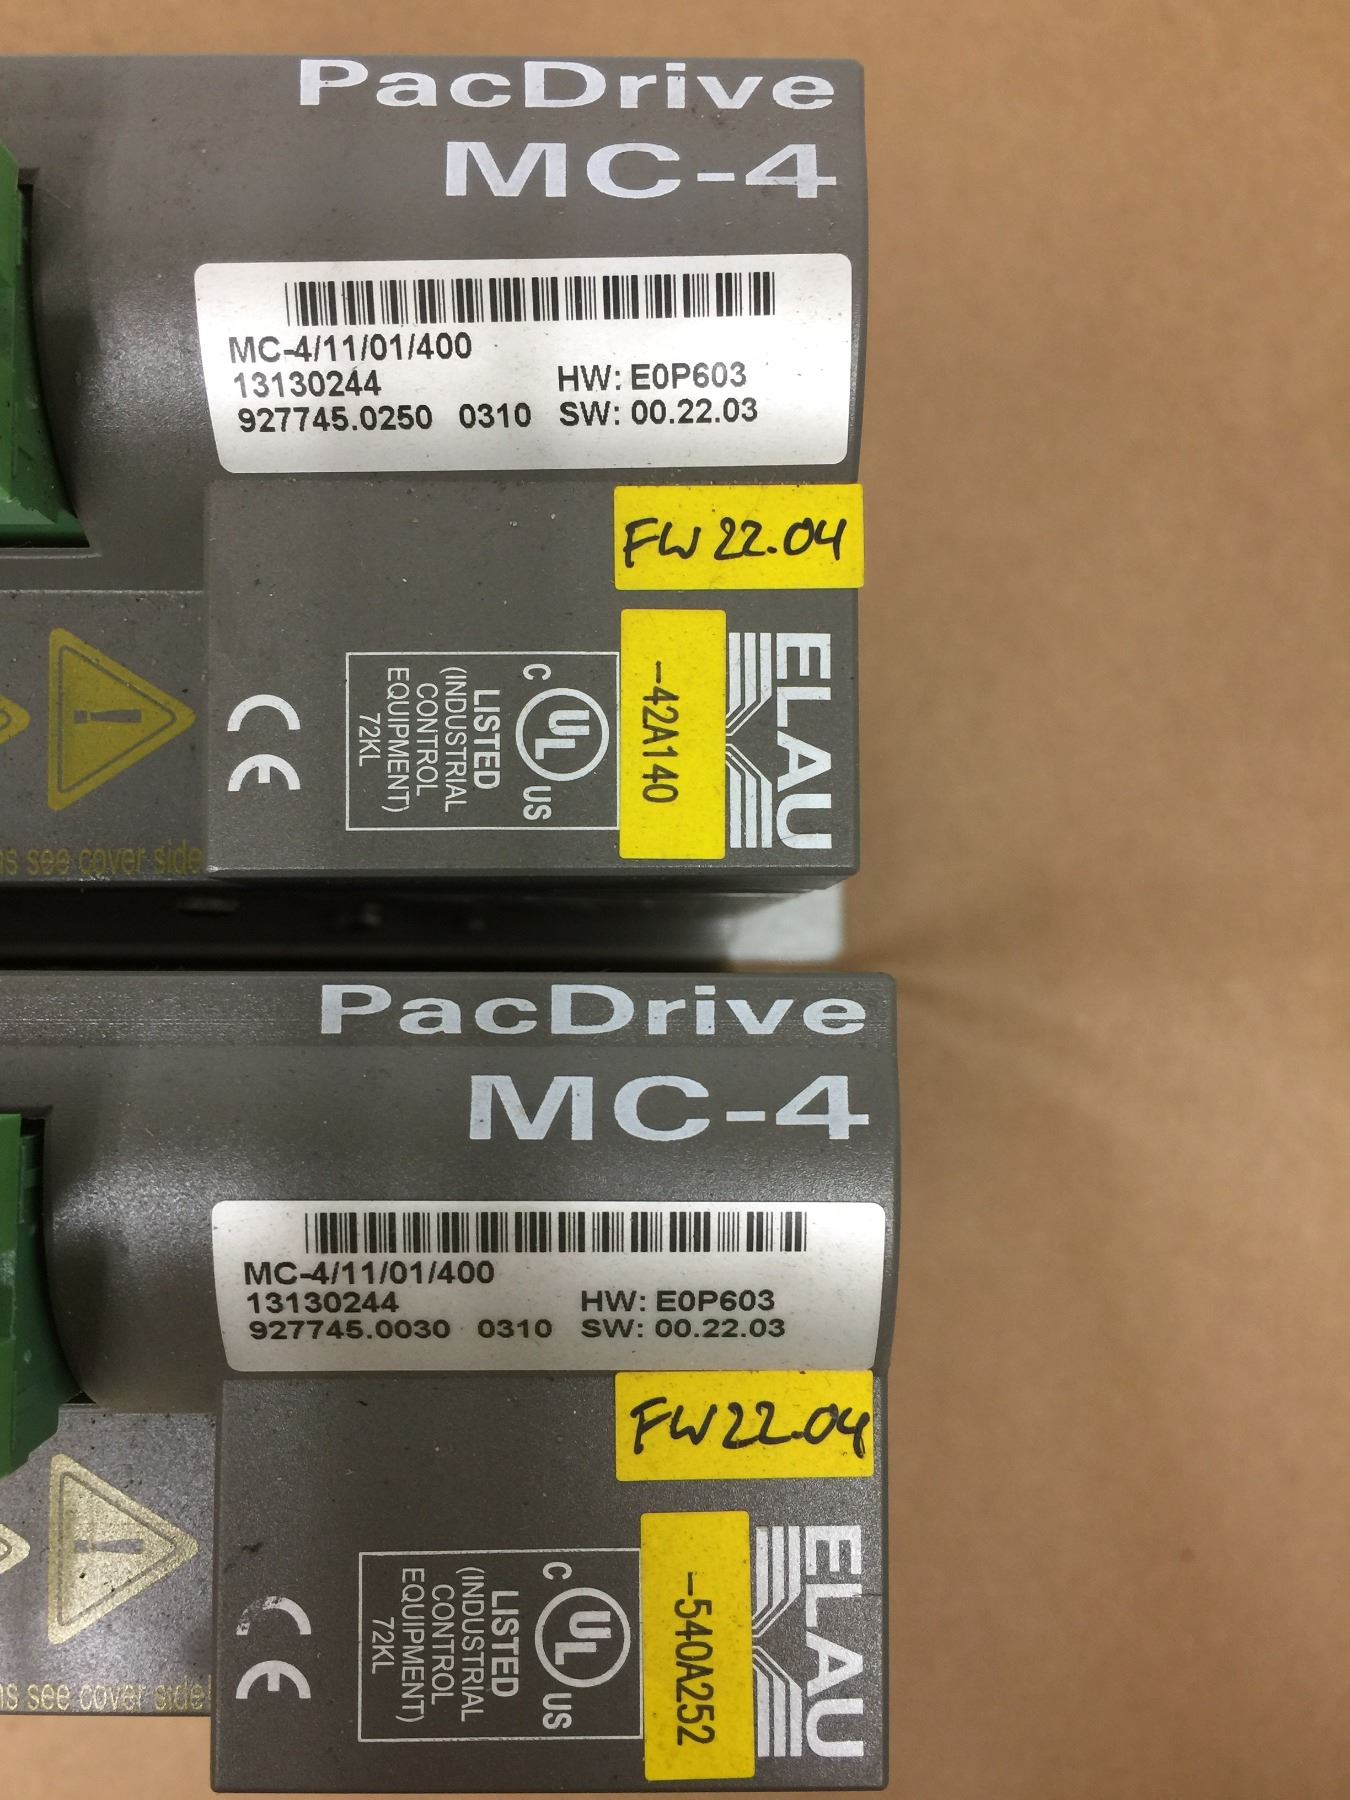 PacDrive
MC-4
MC-4/11/01/400
13130244 HW: E0P603
927745.0250 0310 SW: 00.22.03
FW 22.04
ELAU
-42A140
C UL US
LISTED
(INDUSTRIAL
CONTROL
EQUIPMENT)
72KL
CE
see cover side
PacDrive
MC-4
MC-4/11/01/400
13130244 HW: E0P603
927745.0030 0310 SW: 00.22.03
FW 22.04
ELAU
-540A252
C UL US
LISTED
(INDUSTRIAL
CONTROL
EQUIPMENT)
72KL
CE
see cover side